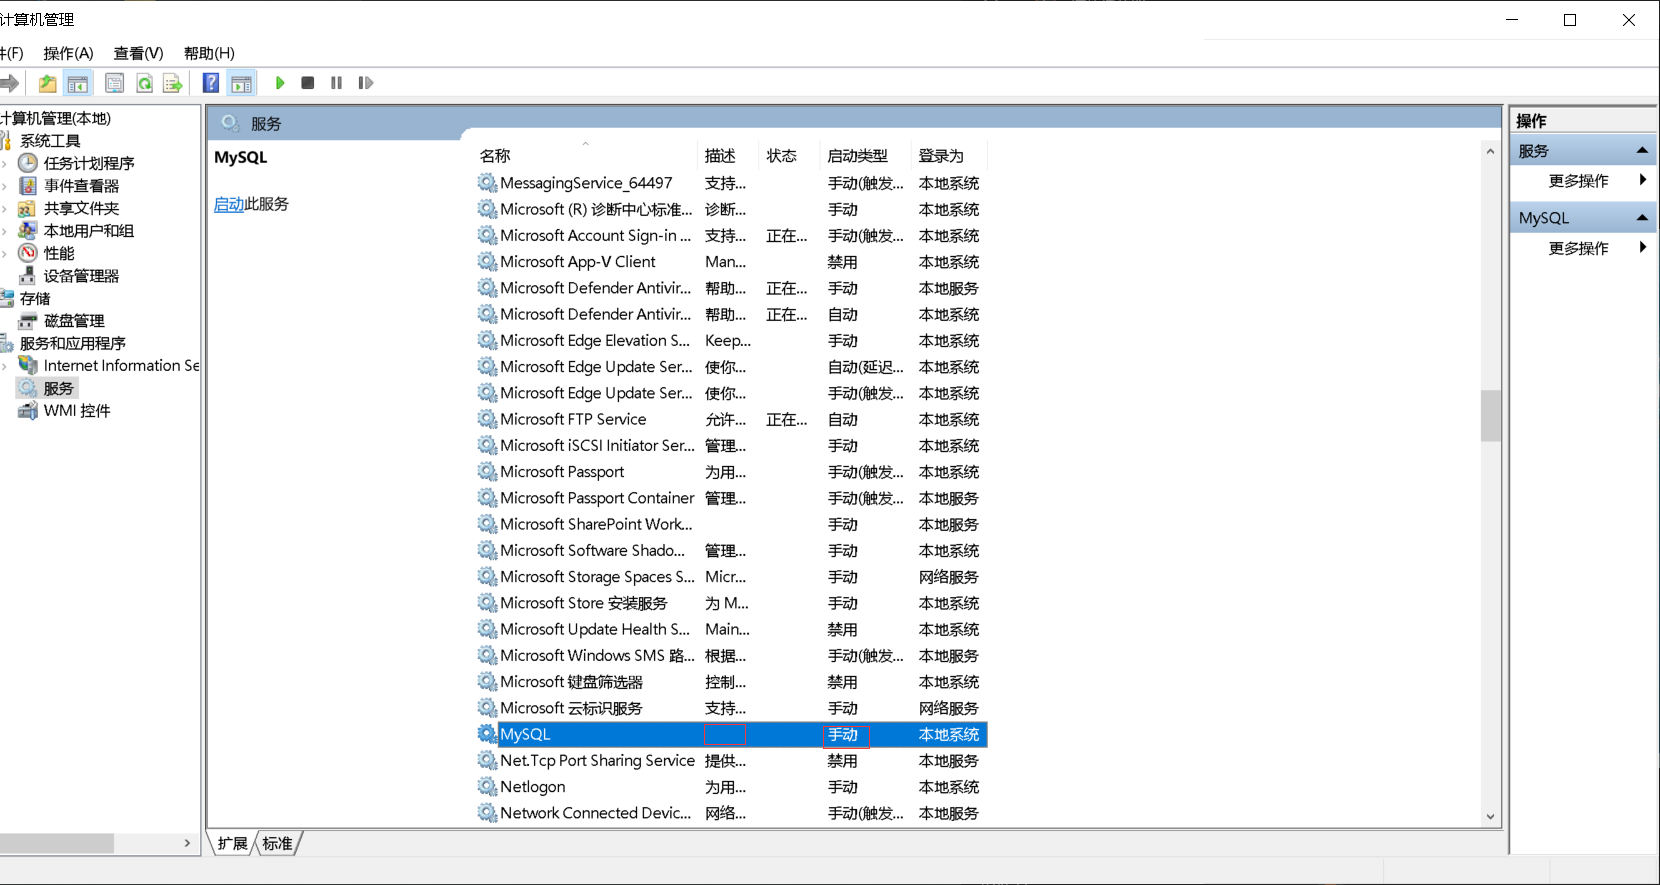 计算机管理
件(F) 操作(A) 查看(V) 帮助(H)
计算机管理(本地)
系统工具
任务计划程序
事件查看器
共享文件夹
本地用户和组
性能
设备管理器
存储
磁盘管理
服务和应用程序
Internet Information Se
服务
WMI 控件
服务
MySQL
启动此服务
名称 描述 状态 启动类型 登录为
MessagingService_64497 支持... 手动(触发... 本地系统
Microsoft (R) 诊断中心标准... 诊断... 手动 本地系统
Microsoft Account Sign-in ... 支持... 正在... 手动(触发... 本地系统
Microsoft App-V Client Man... 禁用 本地系统
Microsoft Defender Antivir... 帮助... 正在... 手动 本地服务
Microsoft Defender Antivir... 帮助... 正在... 自动 本地系统
Microsoft Edge Elevation S... Keep... 手动 本地系统
Microsoft Edge Update Ser... 使你... 自动(延迟... 本地系统
Microsoft Edge Update Ser... 使你... 手动(触发... 本地系统
Microsoft FTP Service 允许... 正在... 自动 本地系统
Microsoft iSCSI Initiator Ser... 管理... 手动 本地系统
Microsoft Passport 为用... 手动(触发... 本地系统
Microsoft Passport Container 管理... 手动(触发... 本地服务
Microsoft SharePoint Work... 手动 本地服务
Microsoft Software Shado... 管理... 手动 本地系统
Microsoft Storage Spaces S... Micr... 手动 网络服务
Microsoft Store 安装服务 为 M... 手动 本地系统
Microsoft Update Health S... Main... 禁用 本地系统
Microsoft Windows SMS 路... 根据... 手动(触发... 本地服务
Microsoft 键盘筛选器 控制... 禁用 本地系统
Microsoft 云标识服务 支持... 手动 网络服务
MySQL 手动 本地系统
Net.Tcp Port Sharing Service 提供... 禁用 本地服务
Netlogon 为用... 手动 本地系统
Network Connected Devic... 网络... 手动(触发... 本地服务
扩展 标准
操作
服务
更多操作
MySQL
更多操作